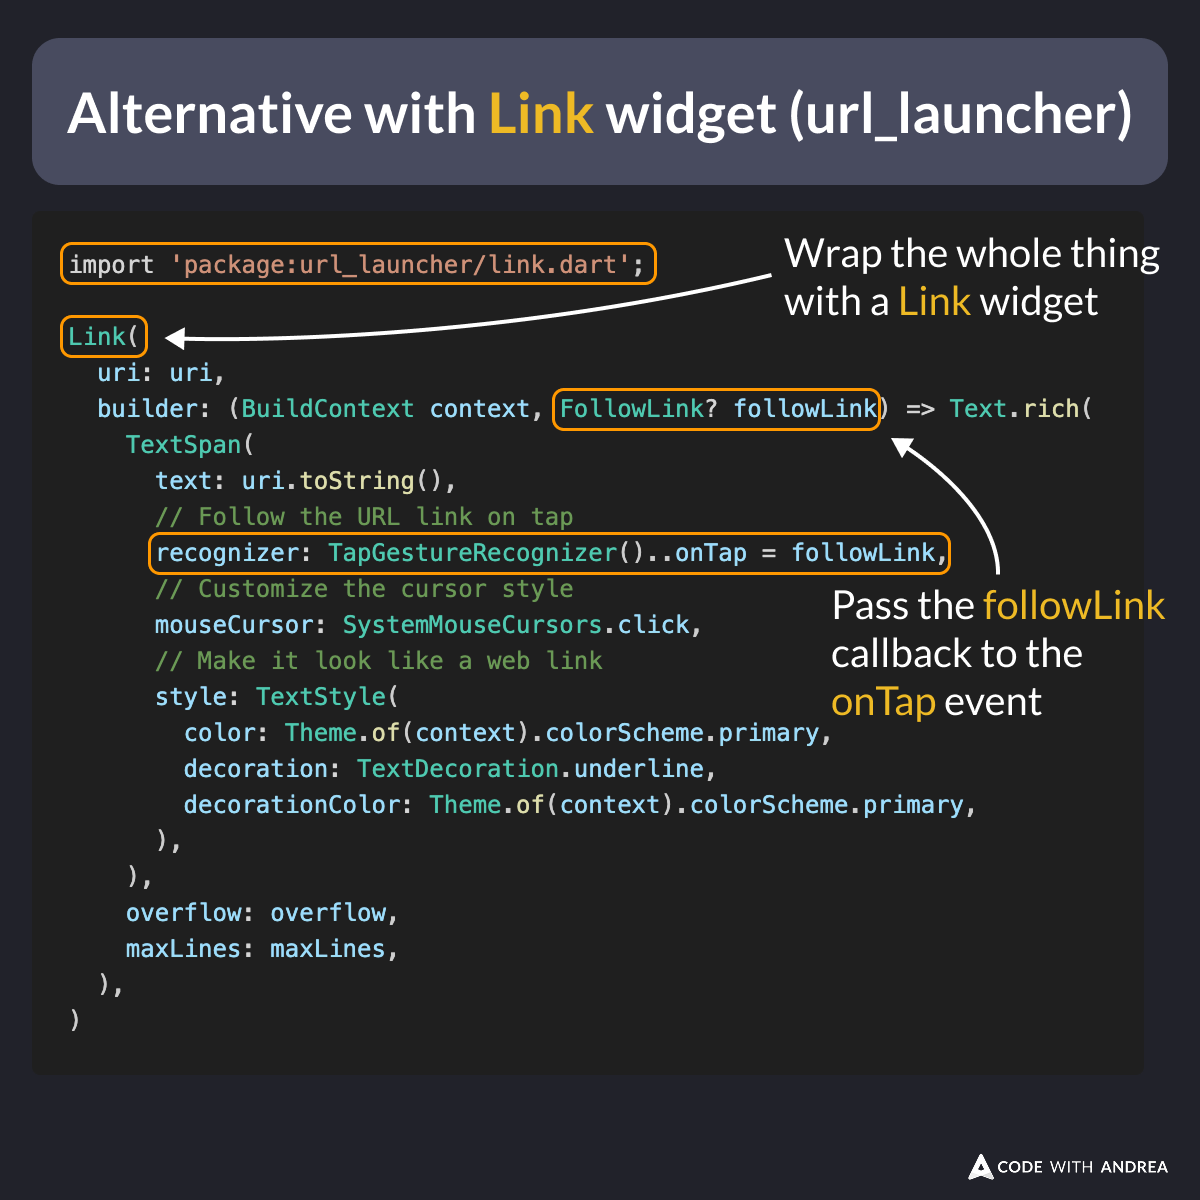 Alternative with Link widget (url_launcher)
import 'package:url_launcher/link.dart';
Wrap the whole thing
with a Link widget
Link(
  uri: uri,
  builder: (BuildContext context, FollowLink? followLink) => Text.rich(
    TextSpan(
      text: uri.toString(),
      // Follow the URL link on tap
      recognizer: TapGestureRecognizer()..onTap = followLink,
      // Customize the cursor style
      mouseCursor: SystemMouseCursors.click,
      // Make it look like a web link
      style: TextStyle(
        color: Theme.of(context).colorScheme.primary,
        decoration: TextDecoration.underline,
        decorationColor: Theme.of(context).colorScheme.primary,
      ),
    ),
    overflow: overflow,
    maxLines: maxLines,
  ),
)
Pass the followLink
callback to the
onTap event
CODE WITH ANDREA